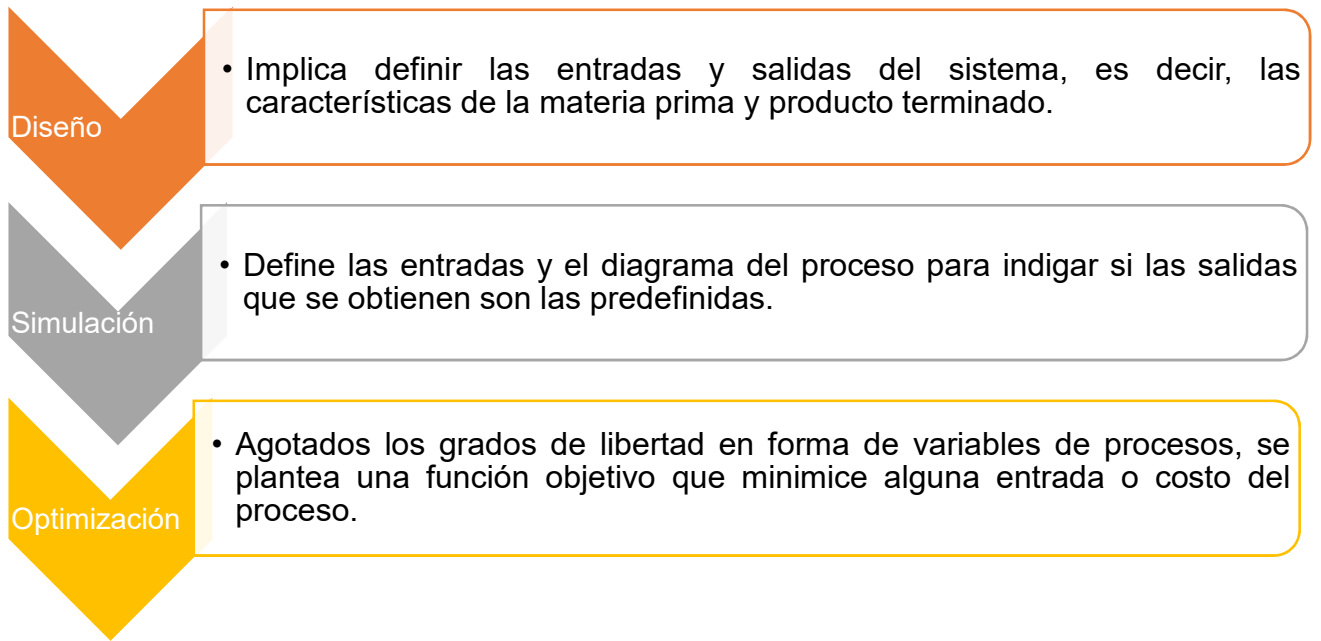 Diseño
• Implica definir las entradas y salidas del sistema, es decir, las
características de la materia prima y producto terminado.
Simulación
• Define las entradas y el diagrama del proceso para indigar si las salidas
que se obtienen son las predefinidas.
Optimización
• Agotados los grados de libertad en forma de variables de procesos, se
plantea una función objetivo que minimice alguna entrada o costo del
proceso.